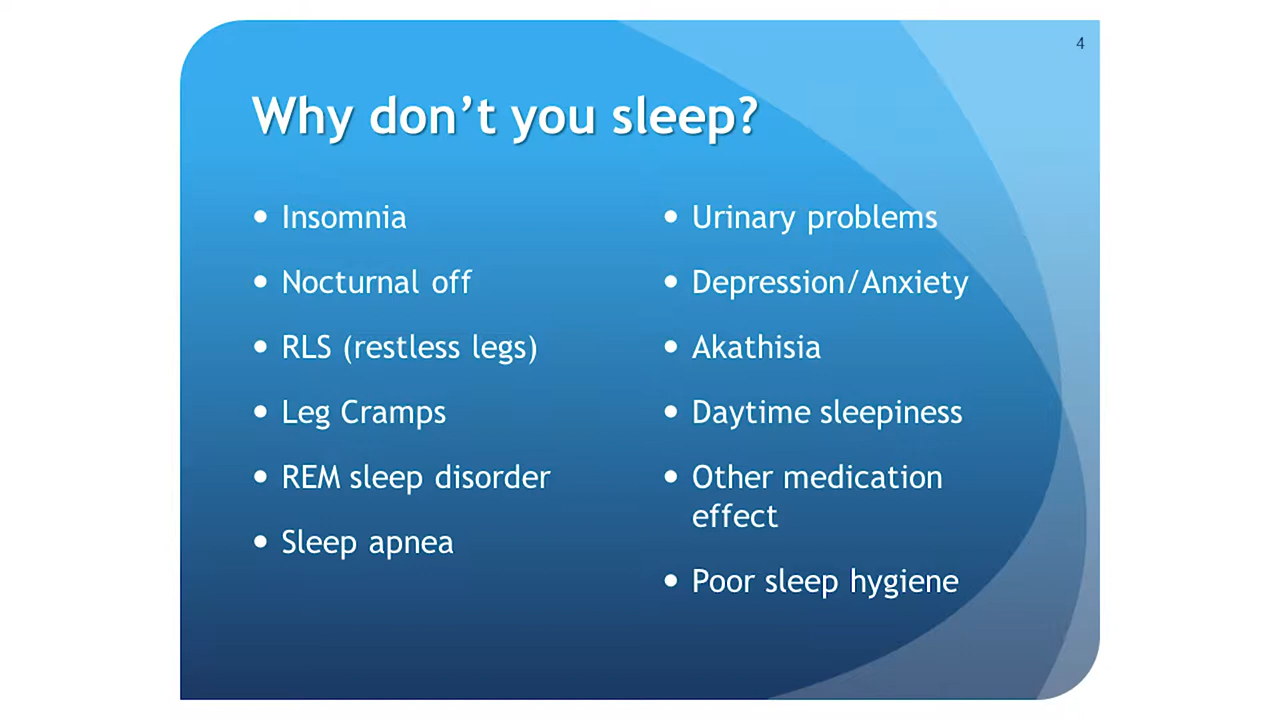 4
Why don’t you sleep?
• Insomnia
• Nocturnal off
• RLS (restless legs)
• Leg Cramps
• REM sleep disorder
• Sleep apnea
• Urinary problems
• Depression/Anxiety
• Akathisia
• Daytime sleepiness
• Other medication
effect
• Poor sleep hygiene